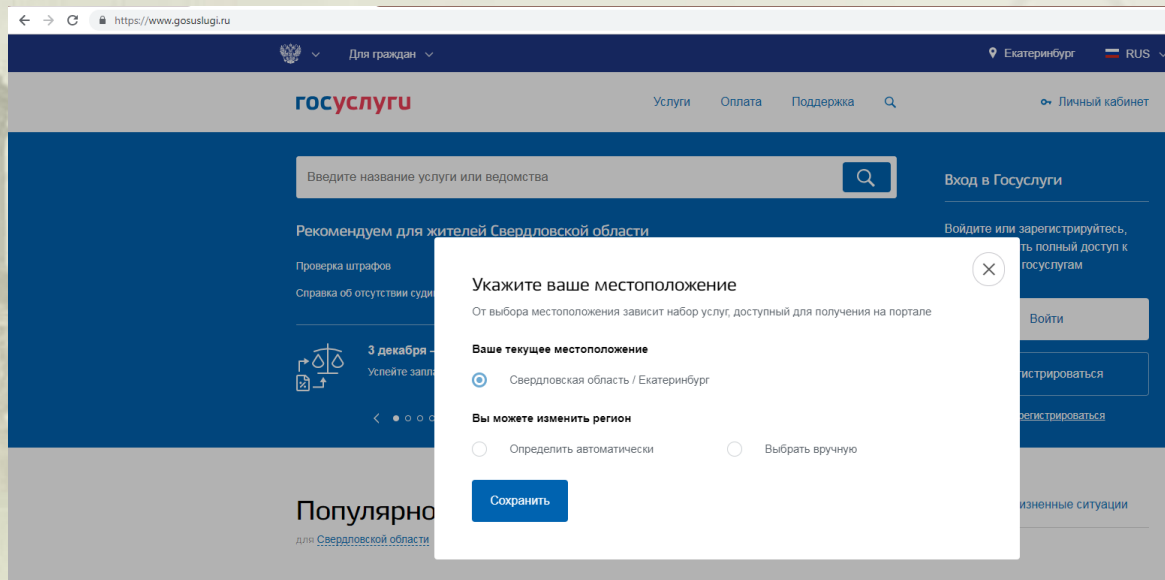 https://www.gosuslugi.ru
Для граждан
Екатеринбург
RUS
госуслуги
Услуги
Оплата
Поддержка
Личный кабинет
Введите название услуги или ведомства
Рекомендуем для жителей Свердловской области
Проверка штрафов
Справка об отсутствии суди
3 декабря -
Успейте запла
Вход в Госуслуги
Войдите или зарегистрируйтесь,
ть полный доступ к
госуслугам
Войти
гистрироваться
регистрироваться
Укажите ваше местоположение
От выбора местоположения зависит набор услуг, доступный для получения на портале
Ваше текущее местоположение
Свердловская область / Екатеринбург
Вы можете изменить регион
Определить автоматически
Выбрать вручную
Сохранить
Популярно
для Свердловской области
изненные ситуации